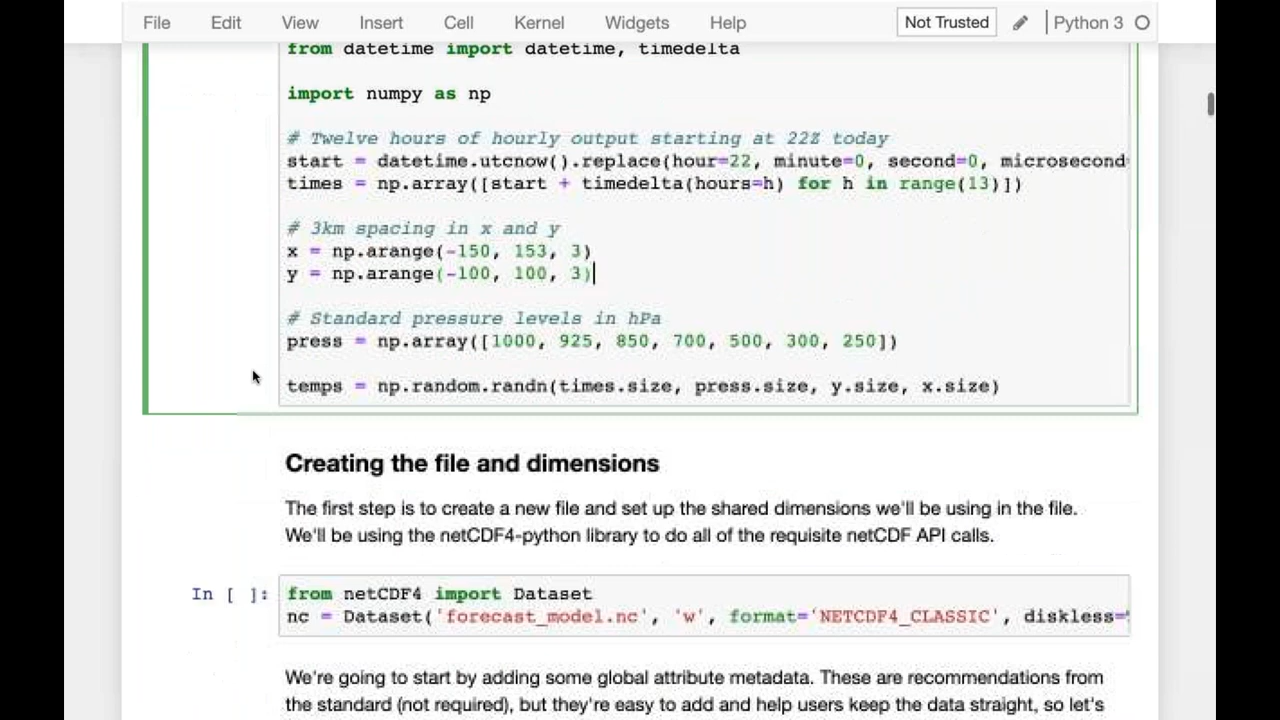 File Edit View Insert Cell Kernel Widgets Help Not Trusted Python 3
from datetime import datetime, timedelta
import numpy as np
# Twelve hours of hourly output starting at 22Z today
start = datetime.utcnow().replace(hour=22, minute=0, second=0, microsecond
times = np.array([start + timedelta(hours=h) for h in range(13)])
# 3km spacing in x and y
x = np.arange(-150, 153, 3)
y = np.arange(-100, 100, 3)
# Standard pressure levels in hPa
press = np.array([1000, 925, 850, 700, 500, 300, 250])
temps = np.random.randn(times.size, press.size, y.size, x.size)
Creating the file and dimensions
The first step is to create a new file and set up the shared dimensions we'll be using in the file.
We'll be using the netCDF4-python library to do all of the requisite netCDF API calls.
In [ ]: from netCDF4 import Dataset
nc = Dataset('forecast_model.nc', 'w', format='NETCDF4_CLASSIC', diskless=
We're going to start by adding some global attribute metadata. These are recommendations from
the standard (not required), but they're easy to add and help users keep the data straight, so let's